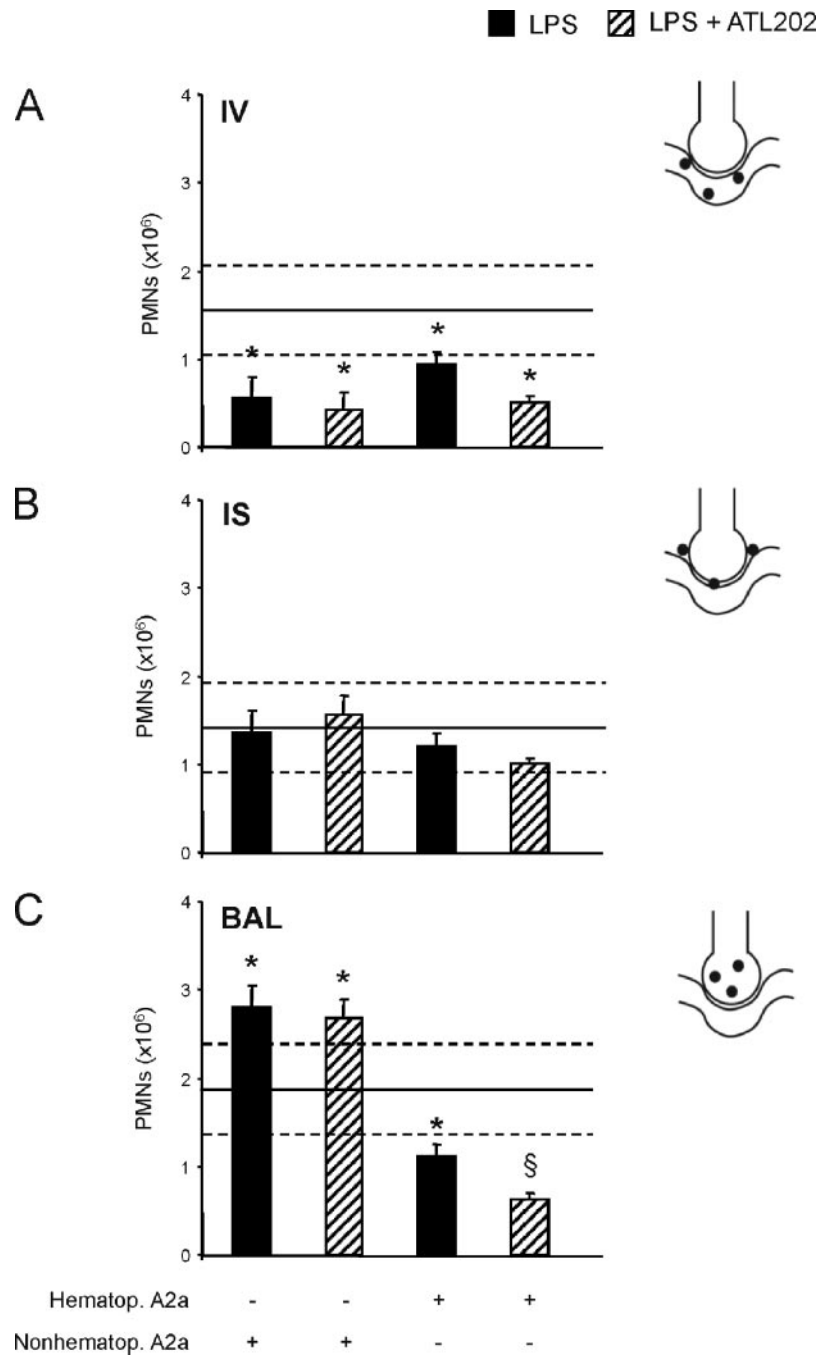 LPS LPS + ATL202
A
IV
4
3
2
1
0
PMNs (x10⁶)
*
*
*
*
B
IS
4
3
2
1
0
PMNs (x10⁶)
C
BAL
4
3
2
1
0
PMNs (x10⁶)
*
*
*
§
Hematop. A2a - - + +
Nonhematop. A2a + + - -